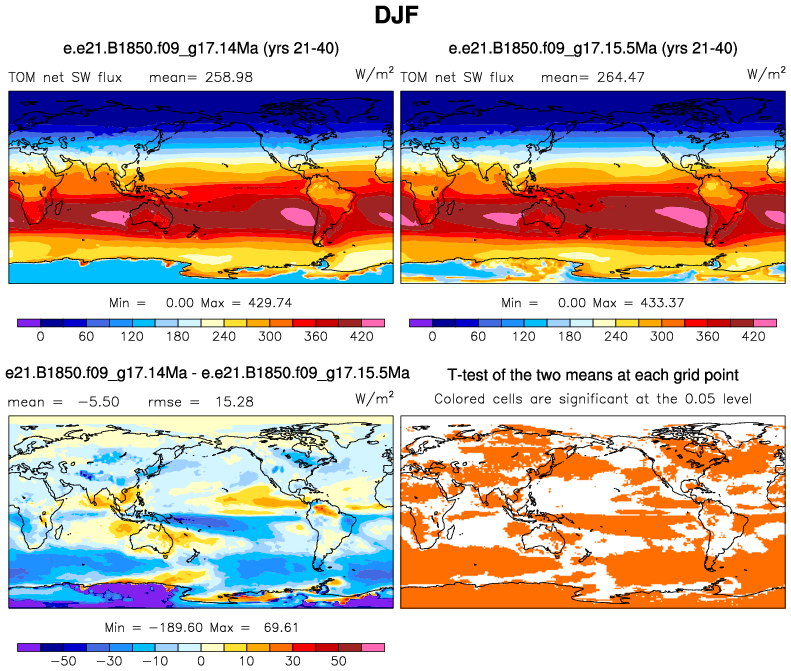 DJF
e.e21.B1850.f09_g17.14Ma (yrs 21-40)
e.e21.B1850.f09_g17.15.5Ma (yrs 21-40)
TOM net SW flux mean= 258.98 W/m²
TOM net SW flux mean= 264.47 W/m²
Min = 0.00 Max = 429.74
Min = 0.00 Max = 433.37
0 60 120 180 240 300 360 420
0 60 120 180 240 300 360 420
e21.B1850.f09_g17.14Ma - e.e21.B1850.f09_g17.15.5Ma
T-test of the two means at each grid point
mean = -5.50 rmse = 15.28 W/m²
Colored cells are significant at the 0.05 level
Min = -189.60 Max = 69.61
-50 -30 -10 0 10 30 50